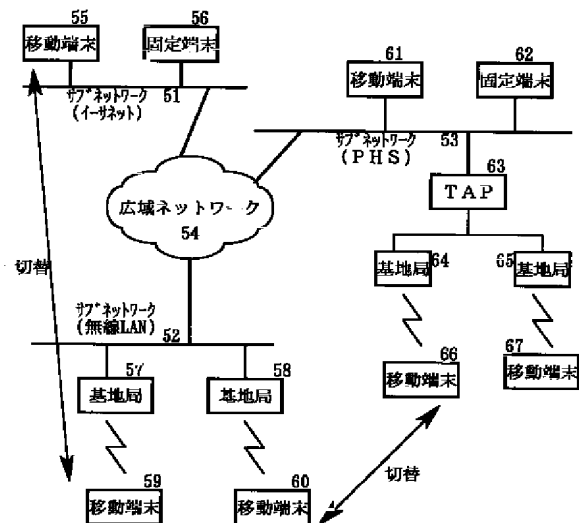 55
56
移動端末
固定端末
サブネットワーク
(イーサネット)
51
61
62
移動端末
固定端末
サブネットワーク
(PHS)
53
63
TAP
広域ネットワーク
54
基地局
64
65
基地局
切替
サブネットワーク
(無線LAN)
52
57
58
基地局
基地局
66
67
移動端末
移動端末
切替
59
60
移動端末
移動端末